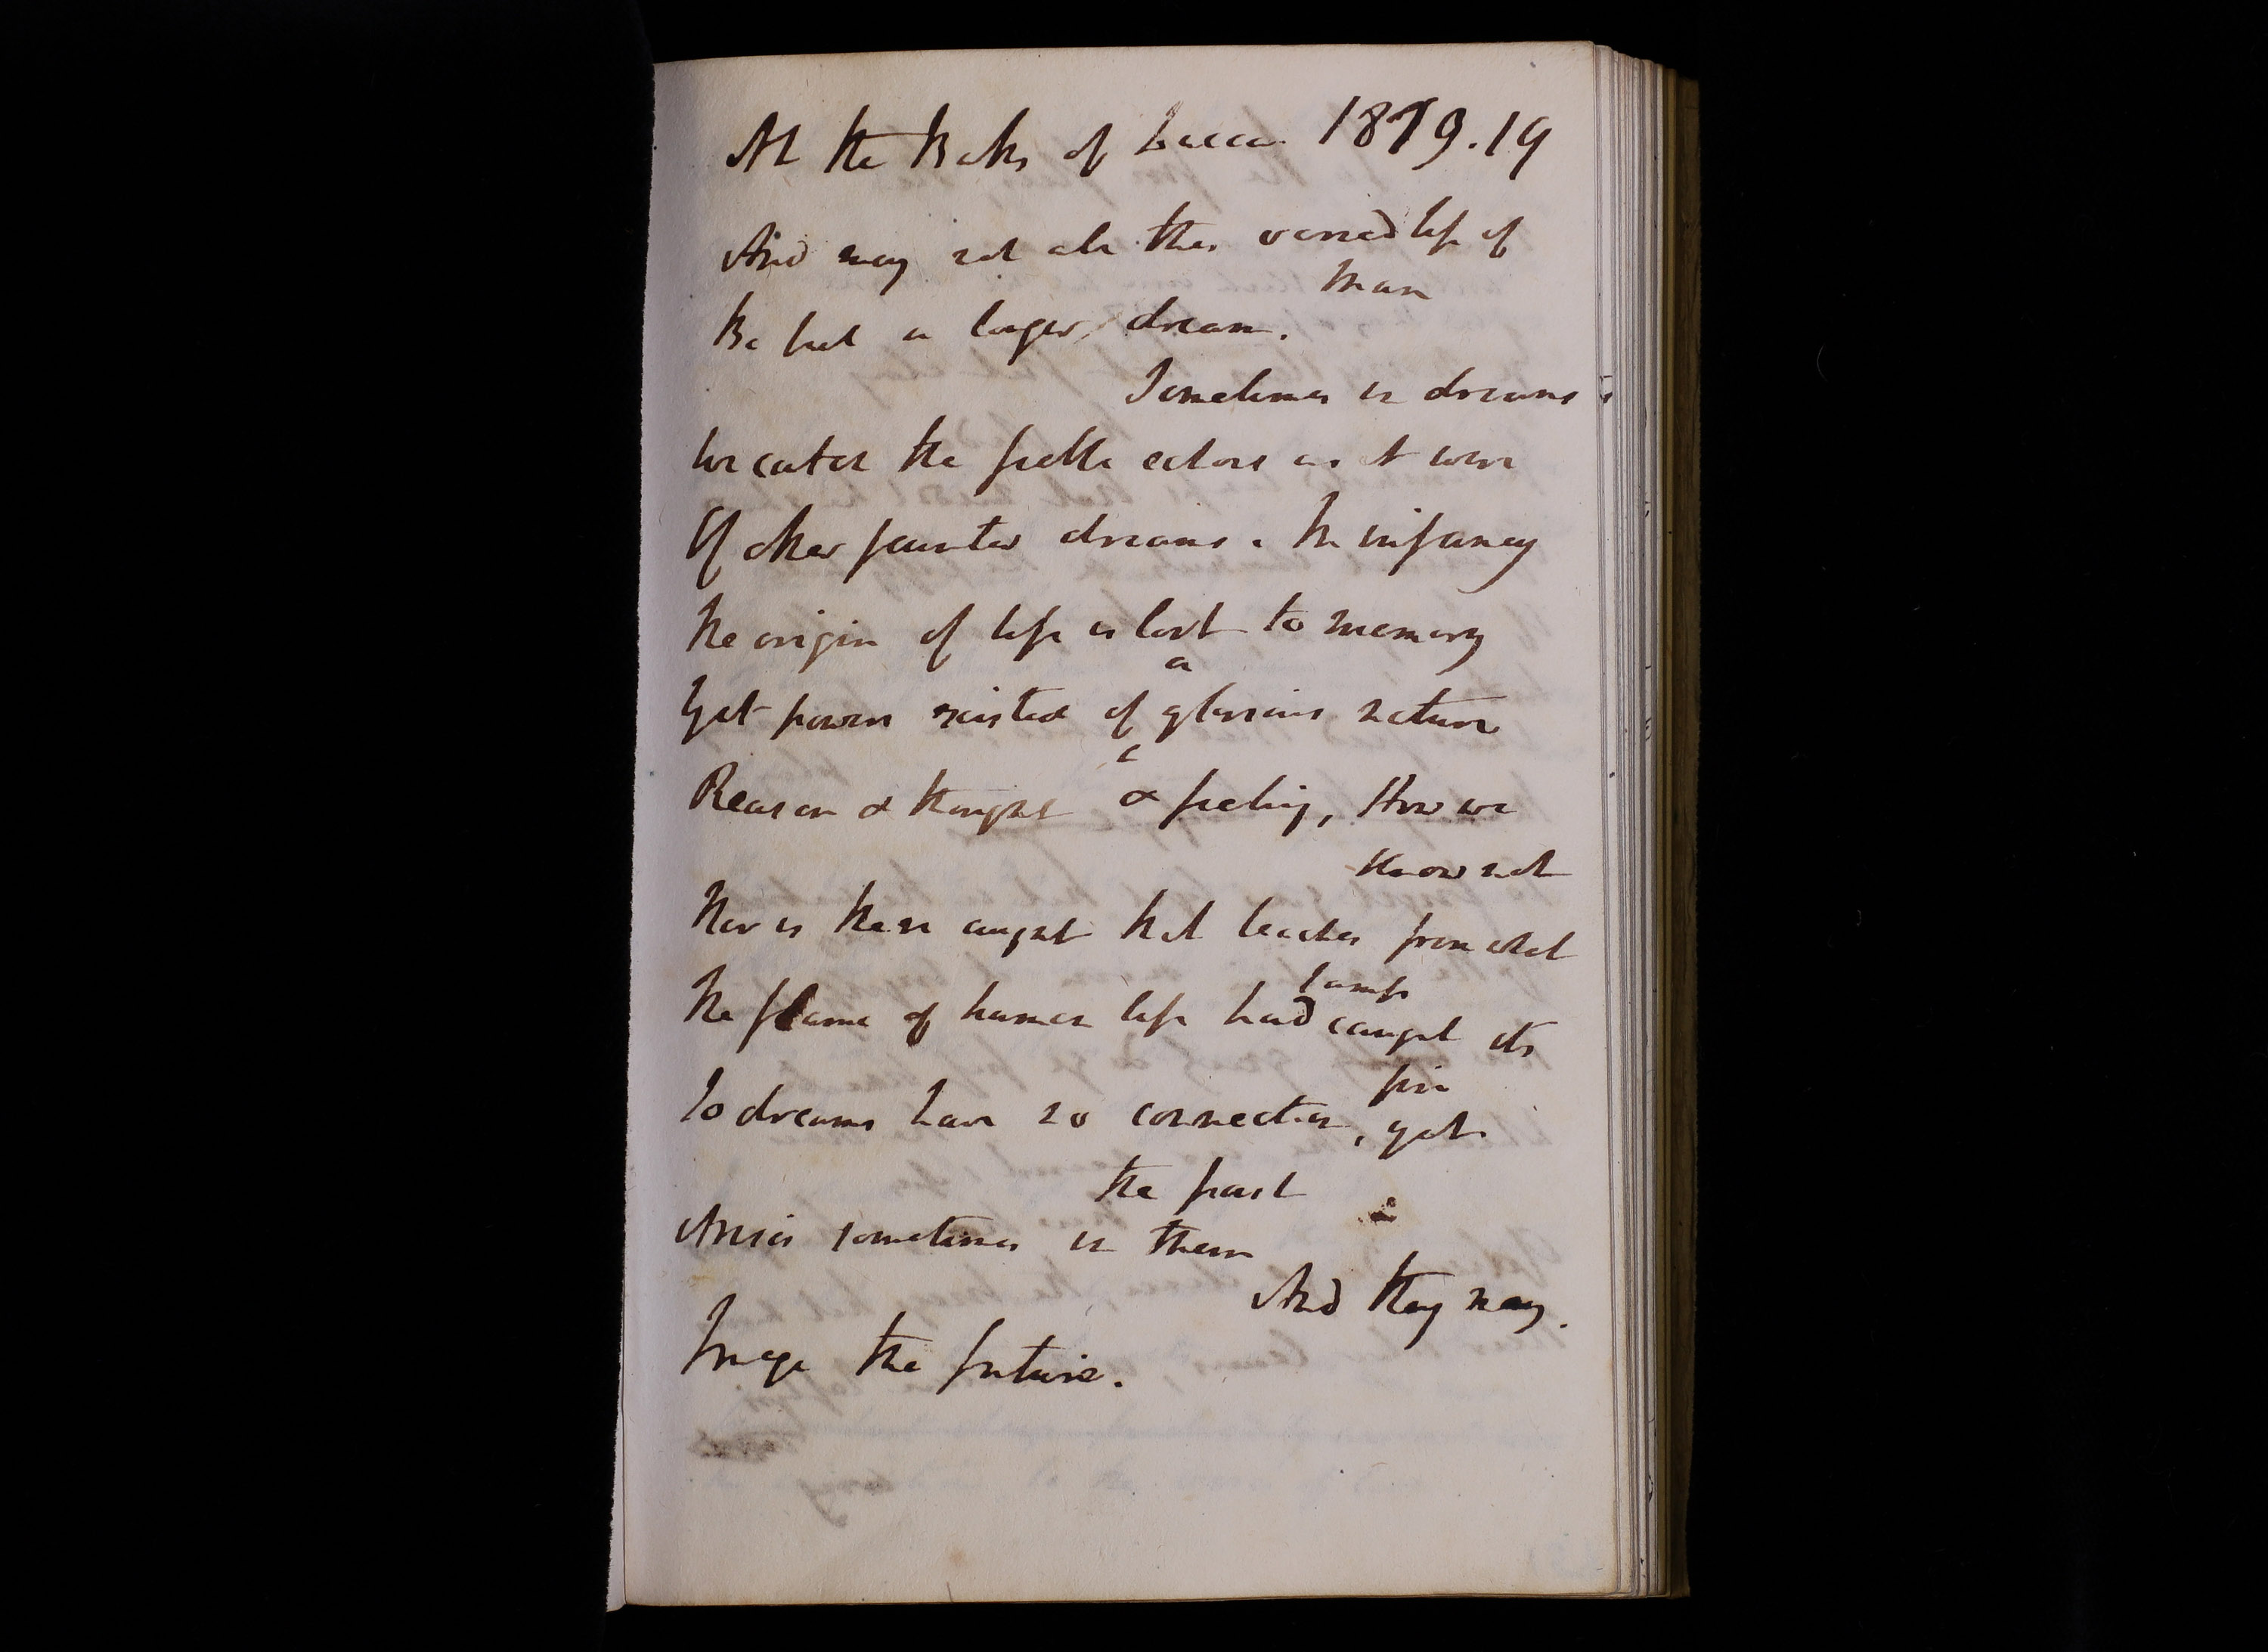 At the Baths of Lucca 1819.19
And may not all this varied life of
man
Be but a longer dream.
Sometimes in dreams
We catch the feeble echoes as it were
Of other fainter dreams. In infancy
The origin of life is lost to memory
a
Yet powers existed of glorious nature
Reason & thought & feeling, How we
know not
Nor is there aught that teaches from what
lamp
The flame of human life had caught its
fire
So dreams have no connection, yet
the past
Arises sometimes in them
And they may
Image the future.